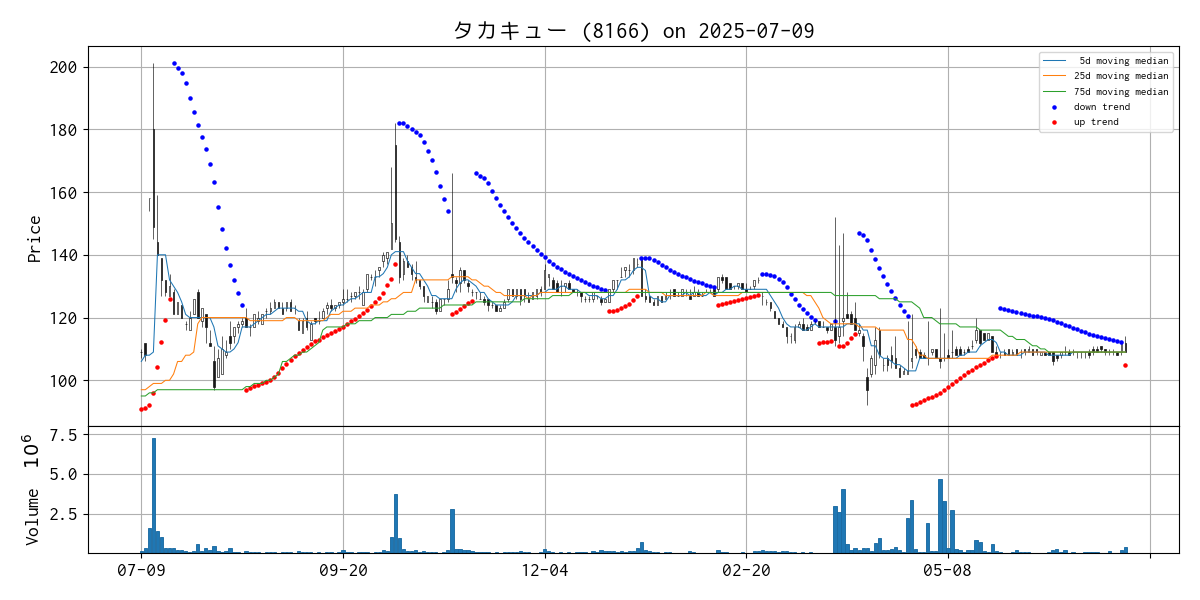 タカキュー (8166) on 2025-07-09
5d moving median
25d moving median
75d moving median
down trend
up trend
Price
200
180
160
140
120
100
Volume 10^6
7.5
5.0
2.5
07-09
09-20
12-04
02-20
05-08